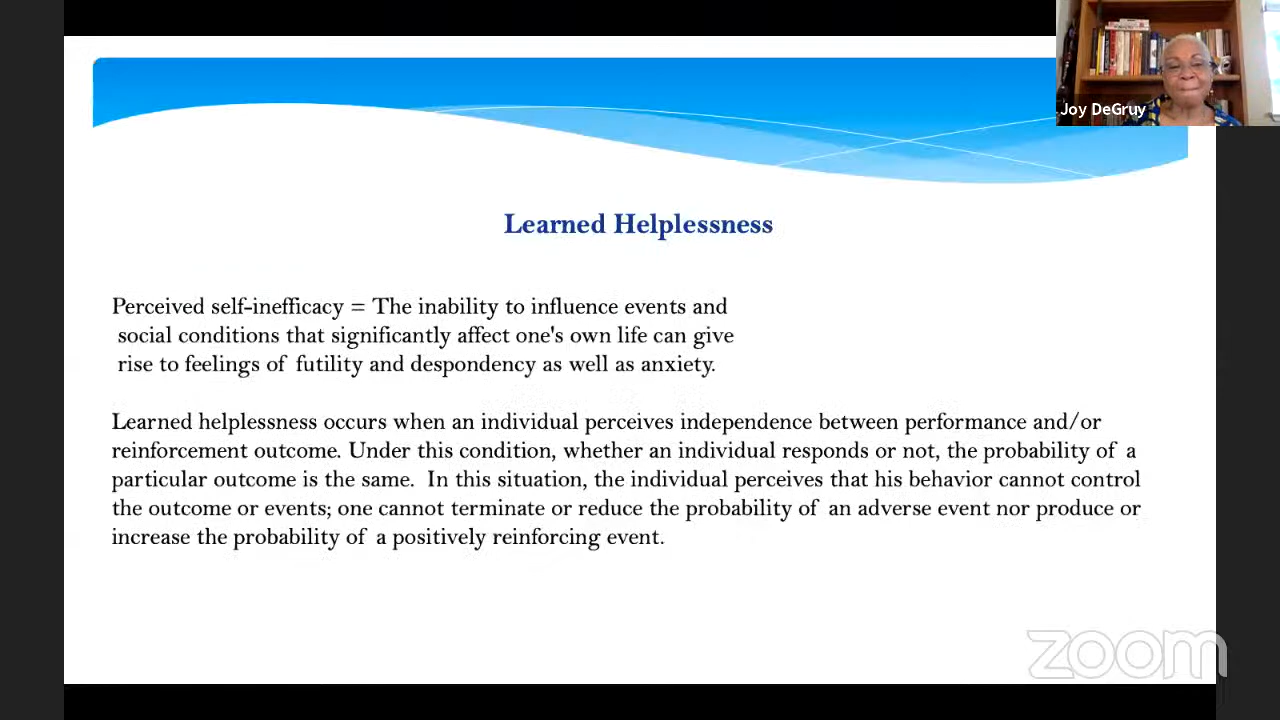 Joy DeGruy
Learned Helplessness
Perceived self-inefficacy = The inability to influence events and
social conditions that significantly affect one's own life can give
rise to feelings of futility and despondency as well as anxiety.
Learned helplessness occurs when an individual perceives independence between performance and/or
reinforcement outcome. Under this condition, whether an individual responds or not, the probability of a
particular outcome is the same. In this situation, the individual perceives that his behavior cannot control
the outcome or events; one cannot terminate or reduce the probability of an adverse event nor produce or
increase the probability of a positively reinforcing event.
zoom